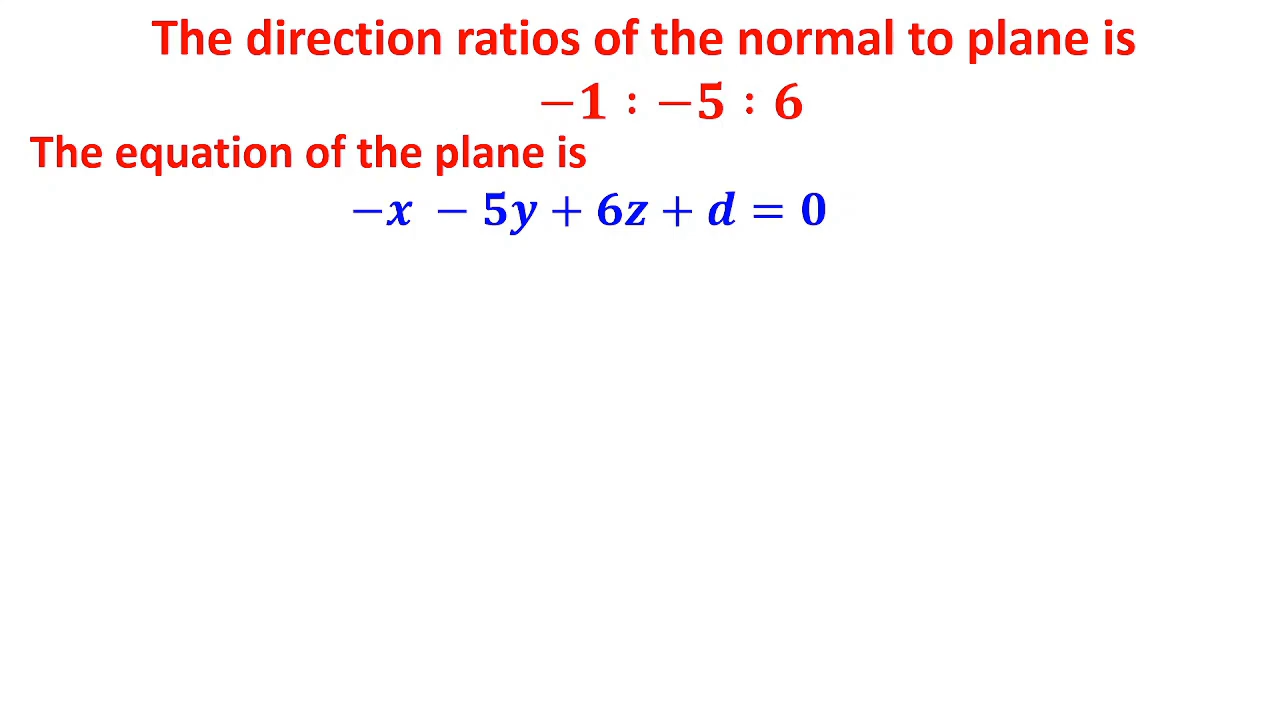 The direction ratios of the normal to plane is
−1 : −5 : 6
The equation of the plane is
−x − 5y + 6z + d = 0